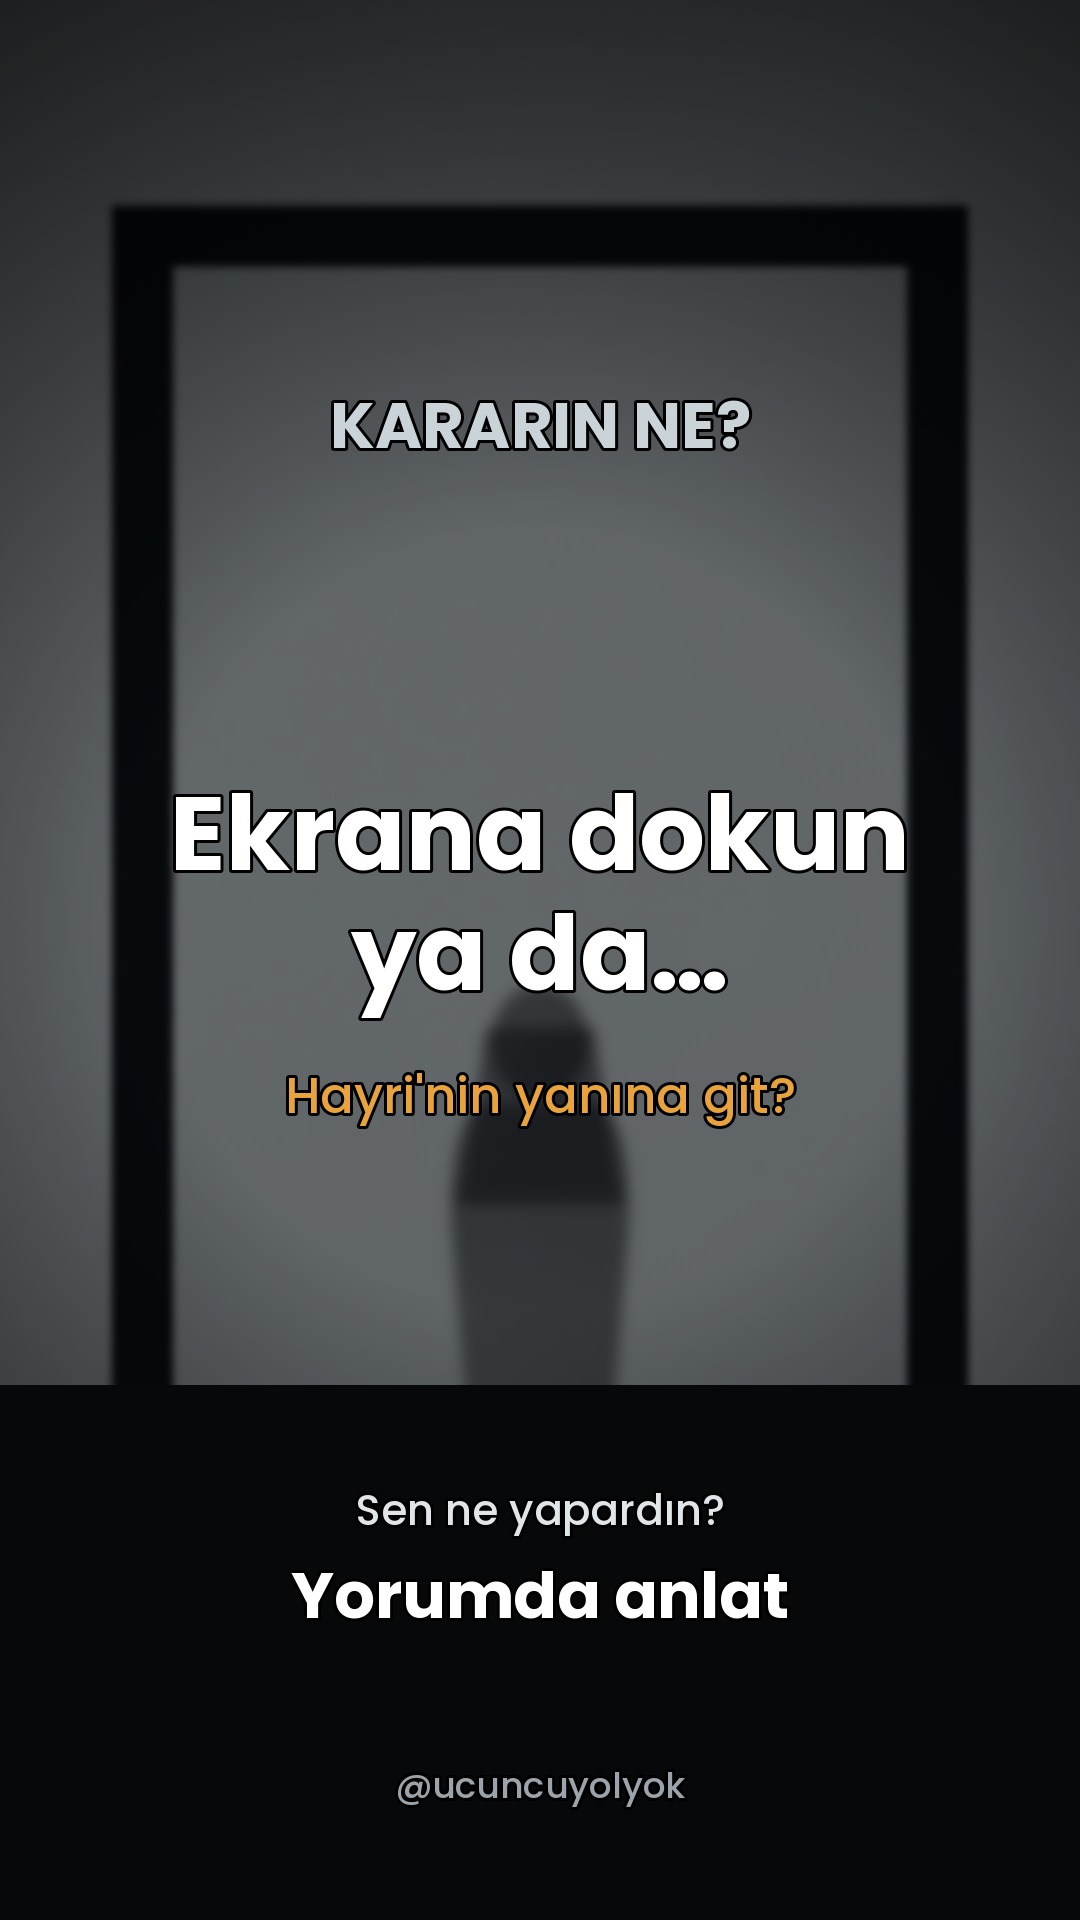 KARARIN NE?
Ekrana dokun
ya da...
Hayri'nin yanına git?
Sen ne yapardın?
Yorumda anlat
@ucuncuyolyok